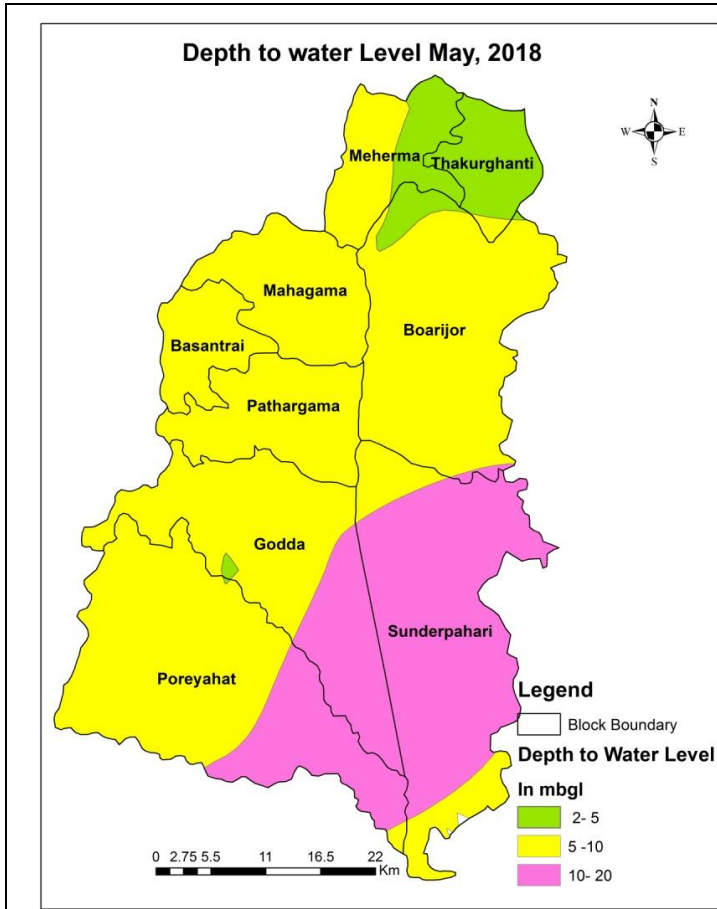 Depth to water Level May, 2018
N
W E
S
Meherma
Thakurghanti
Mahagama
Boarijor
Basantrai
Pathargama
Godda
Sunderpahari
Poreyahat
Legend
Block Boundary
Depth to Water Level
In mbgl
2- 5
5 -10
10- 20
0 2.75 5.5 11 16.5 22
Km